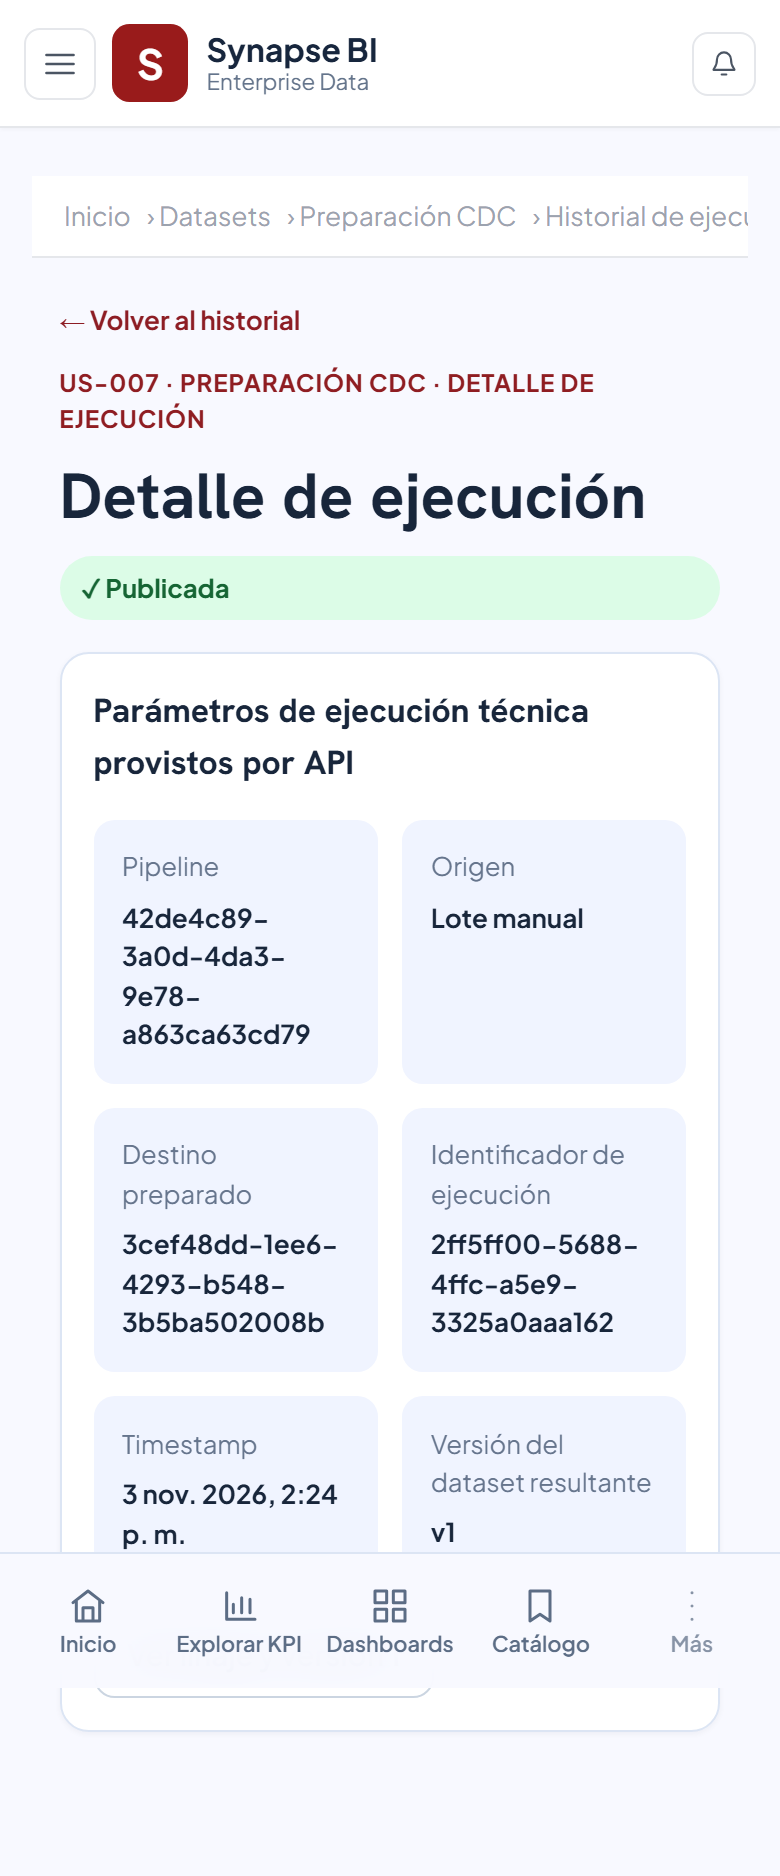 S
Synapse BI
Enterprise Data
Inicio › Datasets › Preparación CDC › Historial de ejecu
← Volver al historial
US-007 · PREPARACIÓN CDC · DETALLE DE
EJECUCIÓN
Detalle de ejecución
✓ Publicada
Parámetros de ejecución técnica
provistos por API
Pipeline
42de4c89-
3a0d-4da3-
9e78-
a863ca63cd79
Origen
Lote manual
Destino
preparado
3cef48dd-1ee6-
4293-b548-
3b5ba502008b
Identificador de
ejecución
2ff5ff00-5688-
4ffc-a5e9-
3325a0aaa162
Timestamp
3 nov. 2026, 2:24
p. m.
Versión del
dataset resultante
v1
Inicio
Explorar KPI
Dashboards
Catálogo
Más